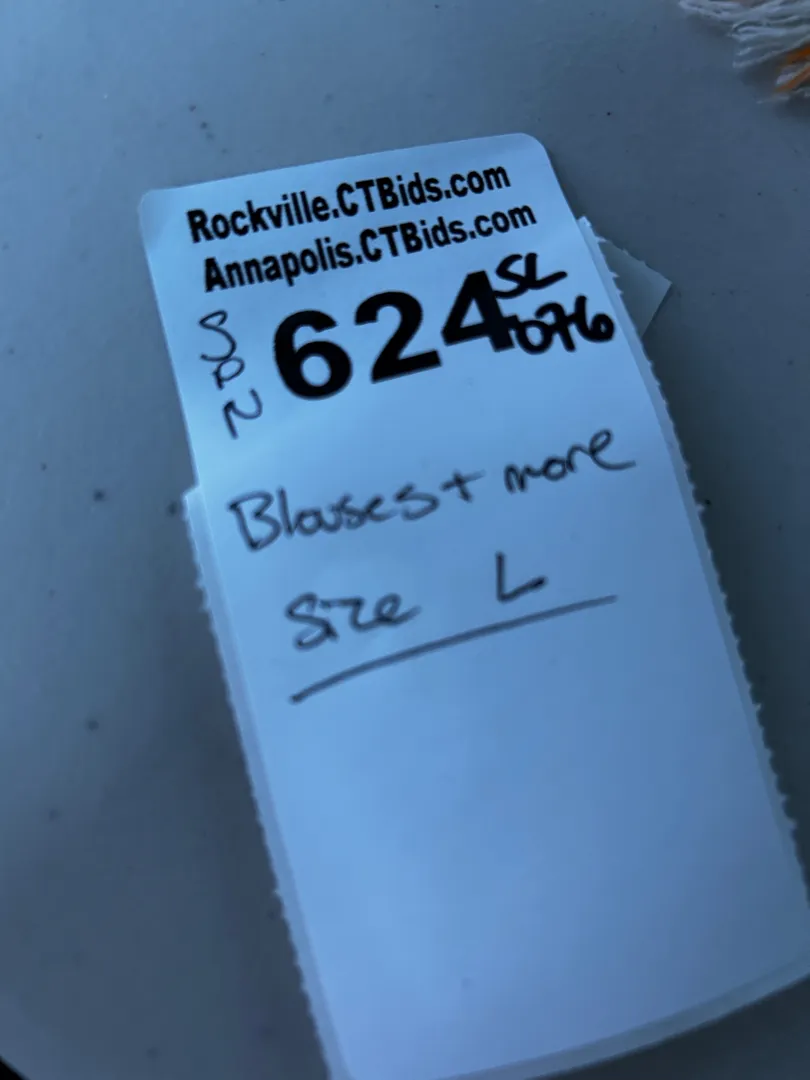 Rockville.CTBids.com
Annapolis.CTBids.com
624
SL
076
Blouses + more
Size L